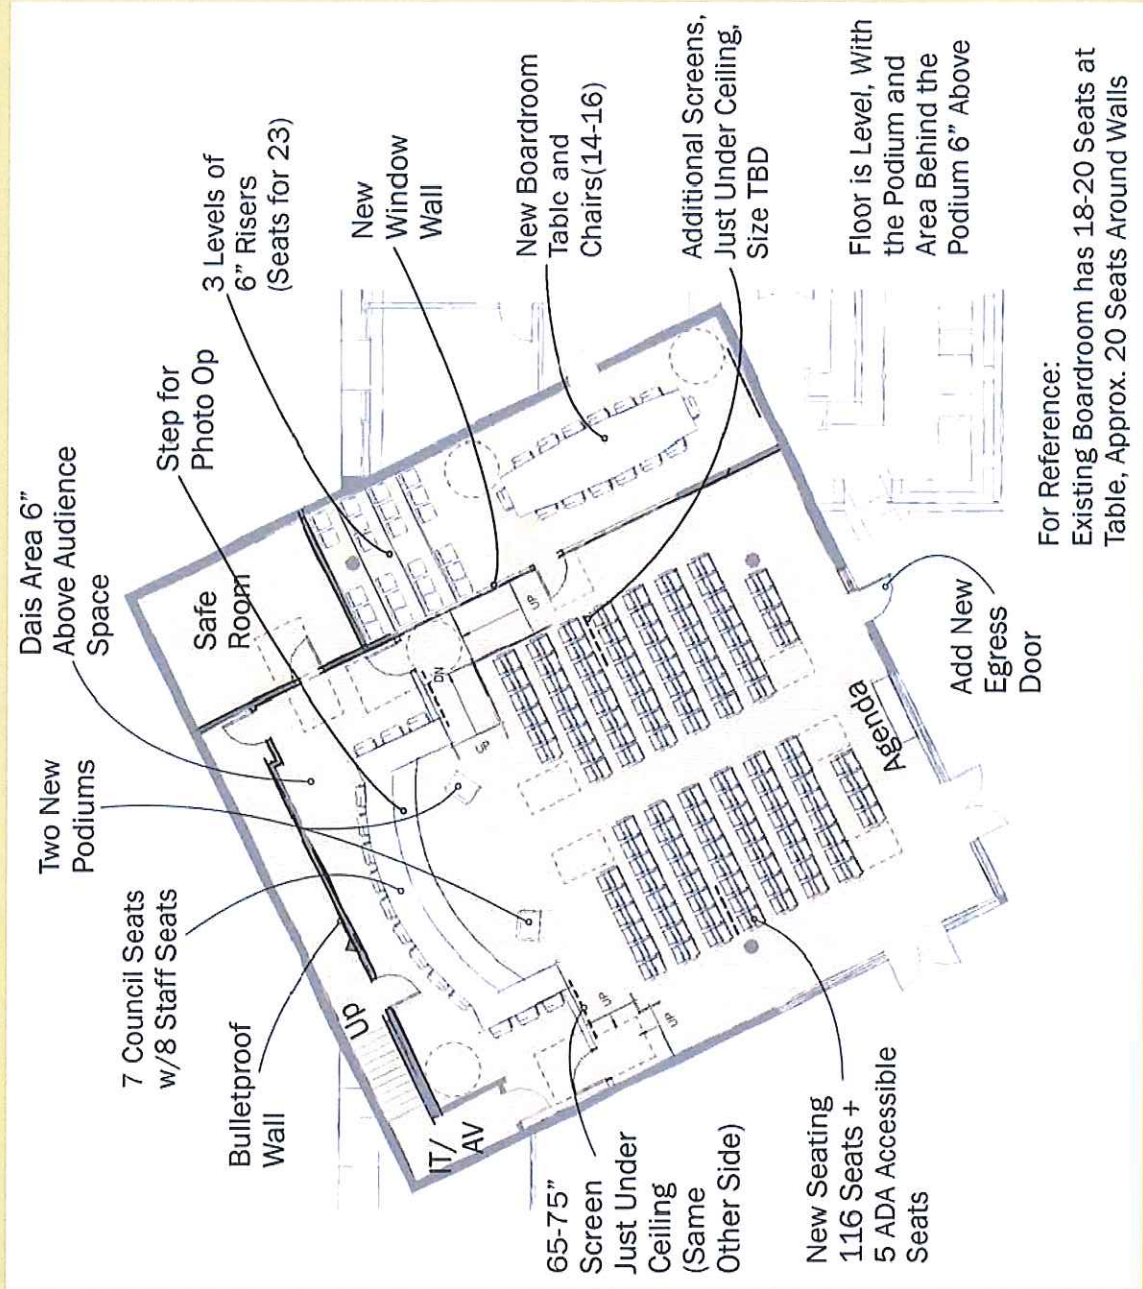 Dais Area 6"
Above Audience
Space
Two New
Podiums
7 Council Seats
w/8 Staff Seats
Bulletproof
Wall
Step for
Photo Op
3 Levels of
6" Risers
(Seats for 23)
New
Window
Wall
New Boardroom
Table and
Chairs(14-16)
Additional Screens,
Just Under Ceiling,
Size TBD
Floor is Level, With
the Podium and
Area Behind the
Podium 6" Above
For Reference:
Existing Boardroom has 18-20 Seats at
Table, Approx. 20 Seats Around Walls
Safe
Room
Up
IT/
AV
DN
UP
UP
UP
UP
Agenda
Add New
Egress
Door
65-75"
Screen
Just Under
Ceiling
(Same
Other Side)
New Seating
116 Seats +
5 ADA Accessible
Seats